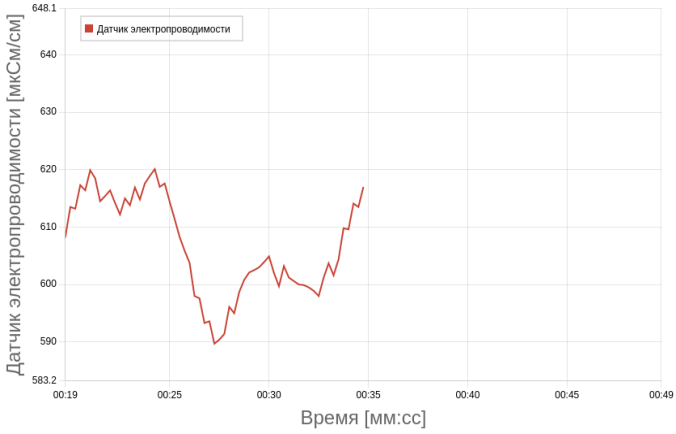 Датчик электропроводимости [мкСм/см]
648.1
Датчик электропроводимости
640
630
620
610
600
590
583.2
00:19 00:25 00:30 00:35 00:40 00:45 00:49
Время [мм:сс]